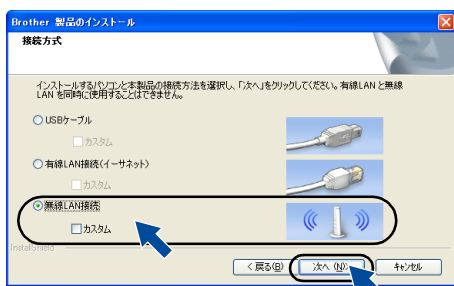 Brother 製品のインストール
接続方式
インストールするパソコンと本製品の接続方法を選択し、「次へ」をクリックしてください。有線LAN と無線
LAN を同時に使用することはできません。
USBケーブル
カスタム
有線LAN接続(イーサネット)
カスタム
無線LAN接続
カスタム
InstallShield
< 戻る(B)
次へ (N)
キャンセル